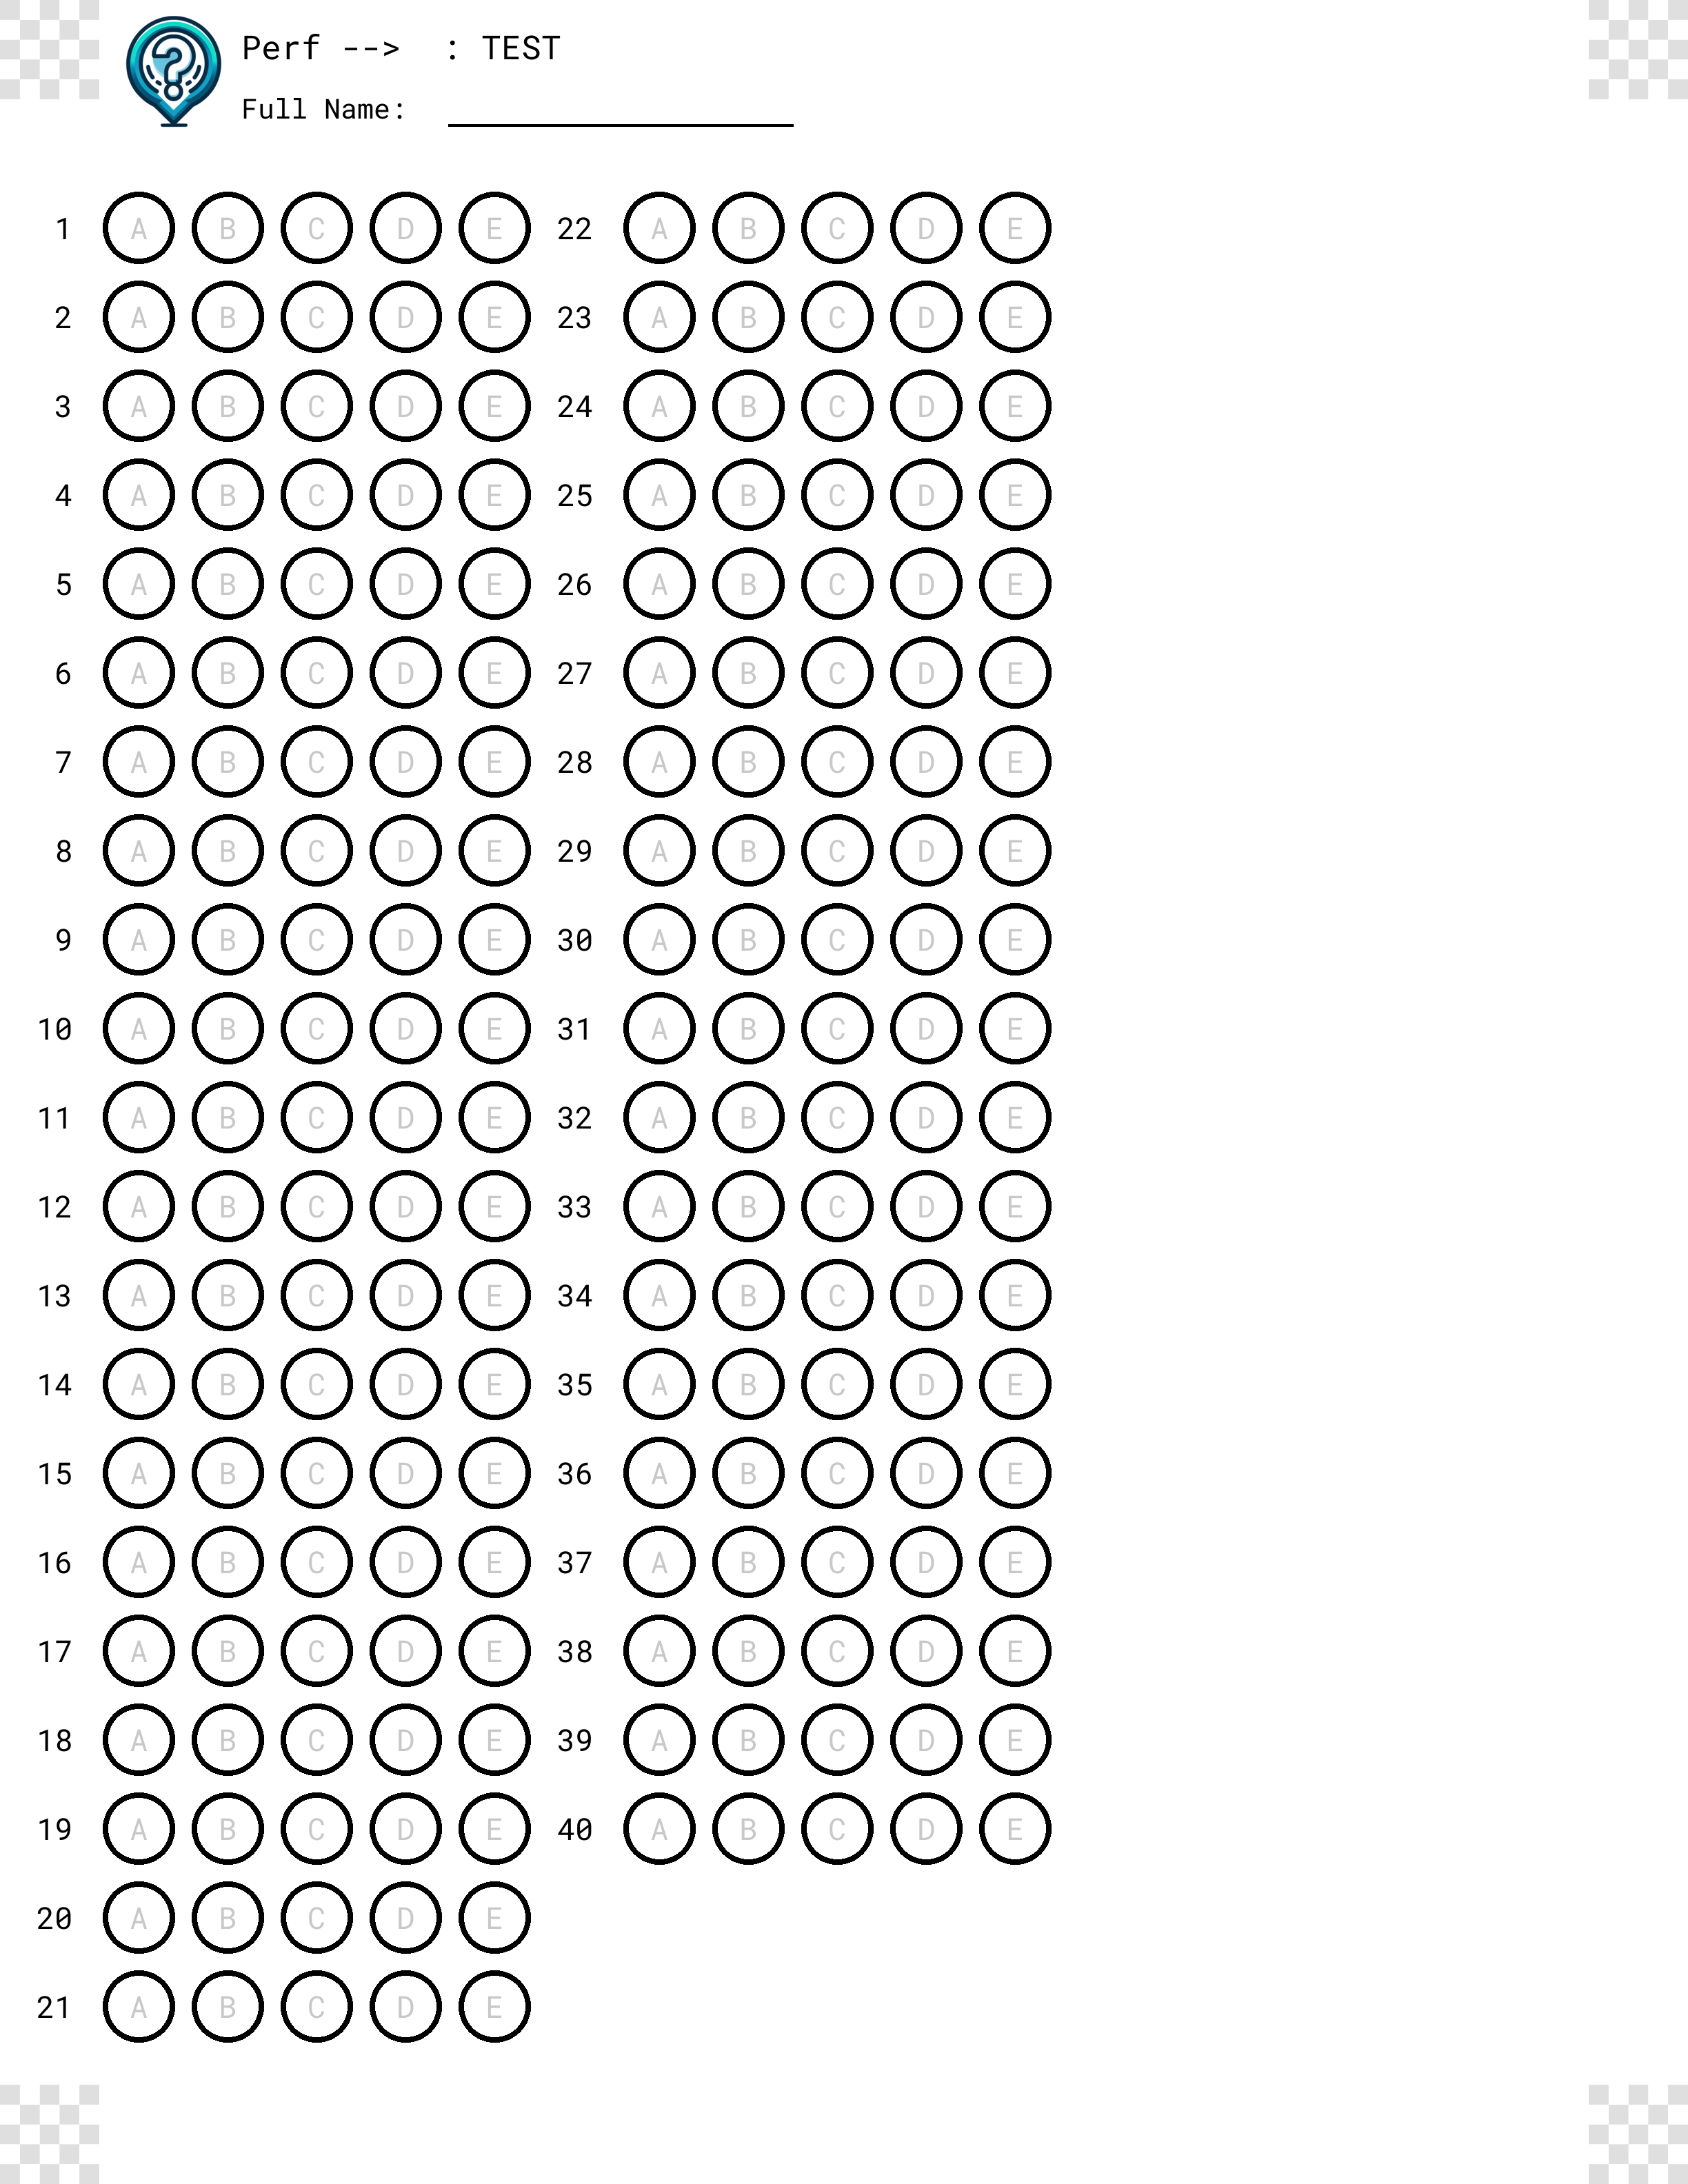 Perf --> : TEST
Full Name:
1 A B C D E
2 A B C D E
3 A B C D E
4 A B C D E
5 A B C D E
6 A B C D E
7 A B C D E
8 A B C D E
9 A B C D E
10 A B C D E
11 A B C D E
12 A B C D E
13 A B C D E
14 A B C D E
15 A B C D E
16 A B C D E
17 A B C D E
18 A B C D E
19 A B C D E
20 A B C D E
21 A B C D E
22 A B C D E
23 A B C D E
24 A B C D E
25 A B C D E
26 A B C D E
27 A B C D E
28 A B C D E
29 A B C D E
30 A B C D E
31 A B C D E
32 A B C D E
33 A B C D E
34 A B C D E
35 A B C D E
36 A B C D E
37 A B C D E
38 A B C D E
39 A B C D E
40 A B C D E